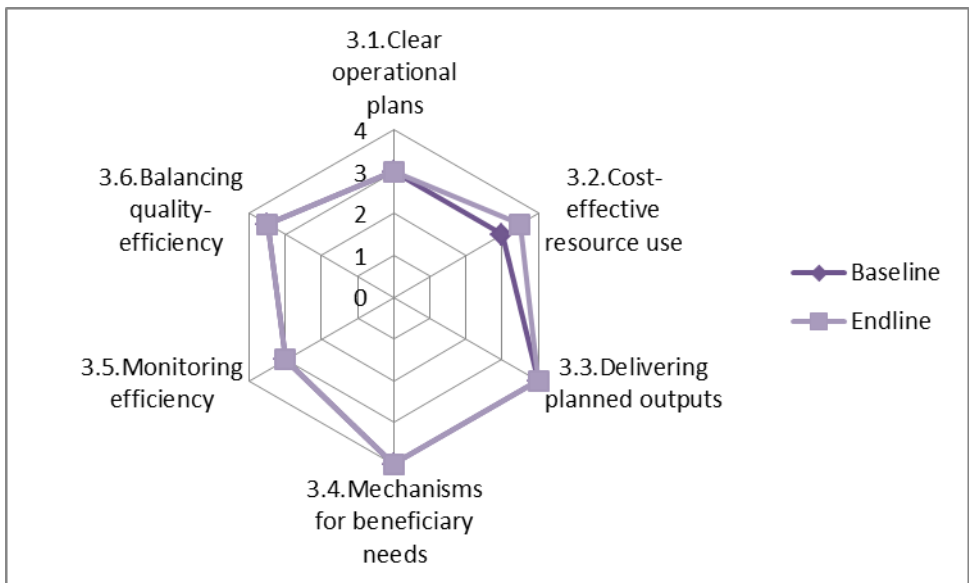 3.1.Clear
operational
plans
4
3
2
1
0
3.2.Cost-
effective
resource use
3.3.Delivering
planned outputs
3.4.Mechanisms
for beneficiary
needs
3.5.Monitoring
efficiency
3.6.Balancing
quality-
efficiency
Baseline
Endline